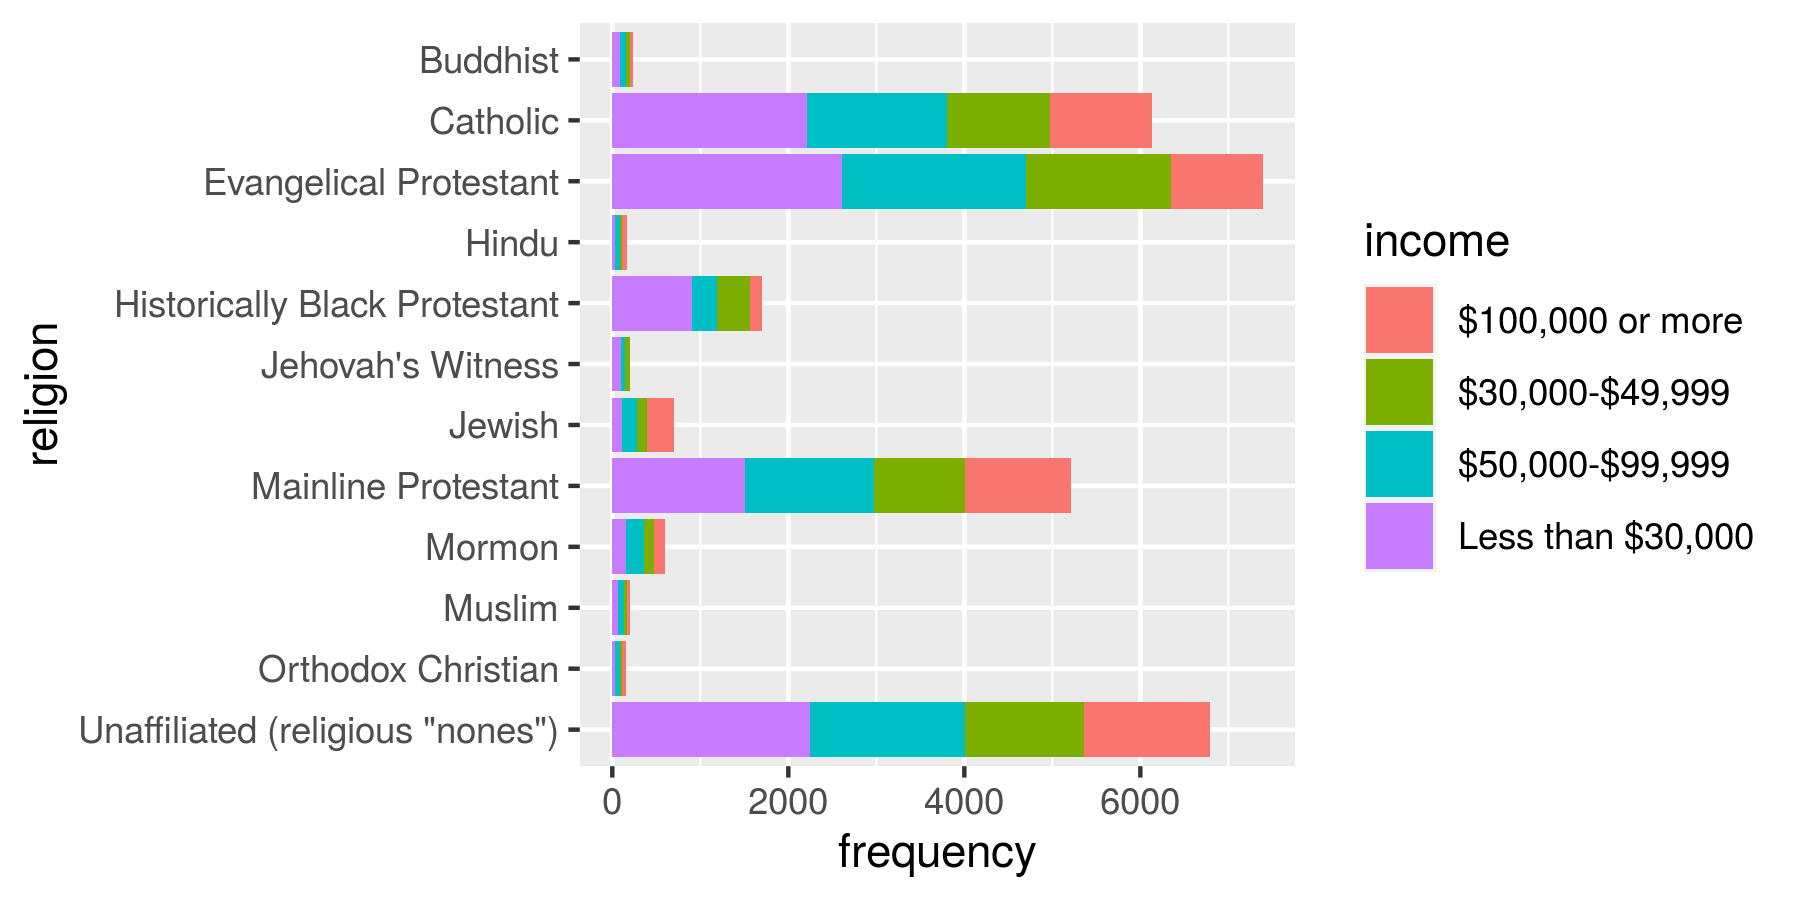 Buddhist
Catholic
Evangelical Protestant
Hindu
Historically Black Protestant
Jehovah's Witness
Jewish
Mainline Protestant
Mormon
Muslim
Orthodox Christian
Unaffiliated (religious "nones")
religion
0 2000 4000 6000
frequency
income
$100,000 or more
$30,000-$49,999
$50,000-$99,999
Less than $30,000